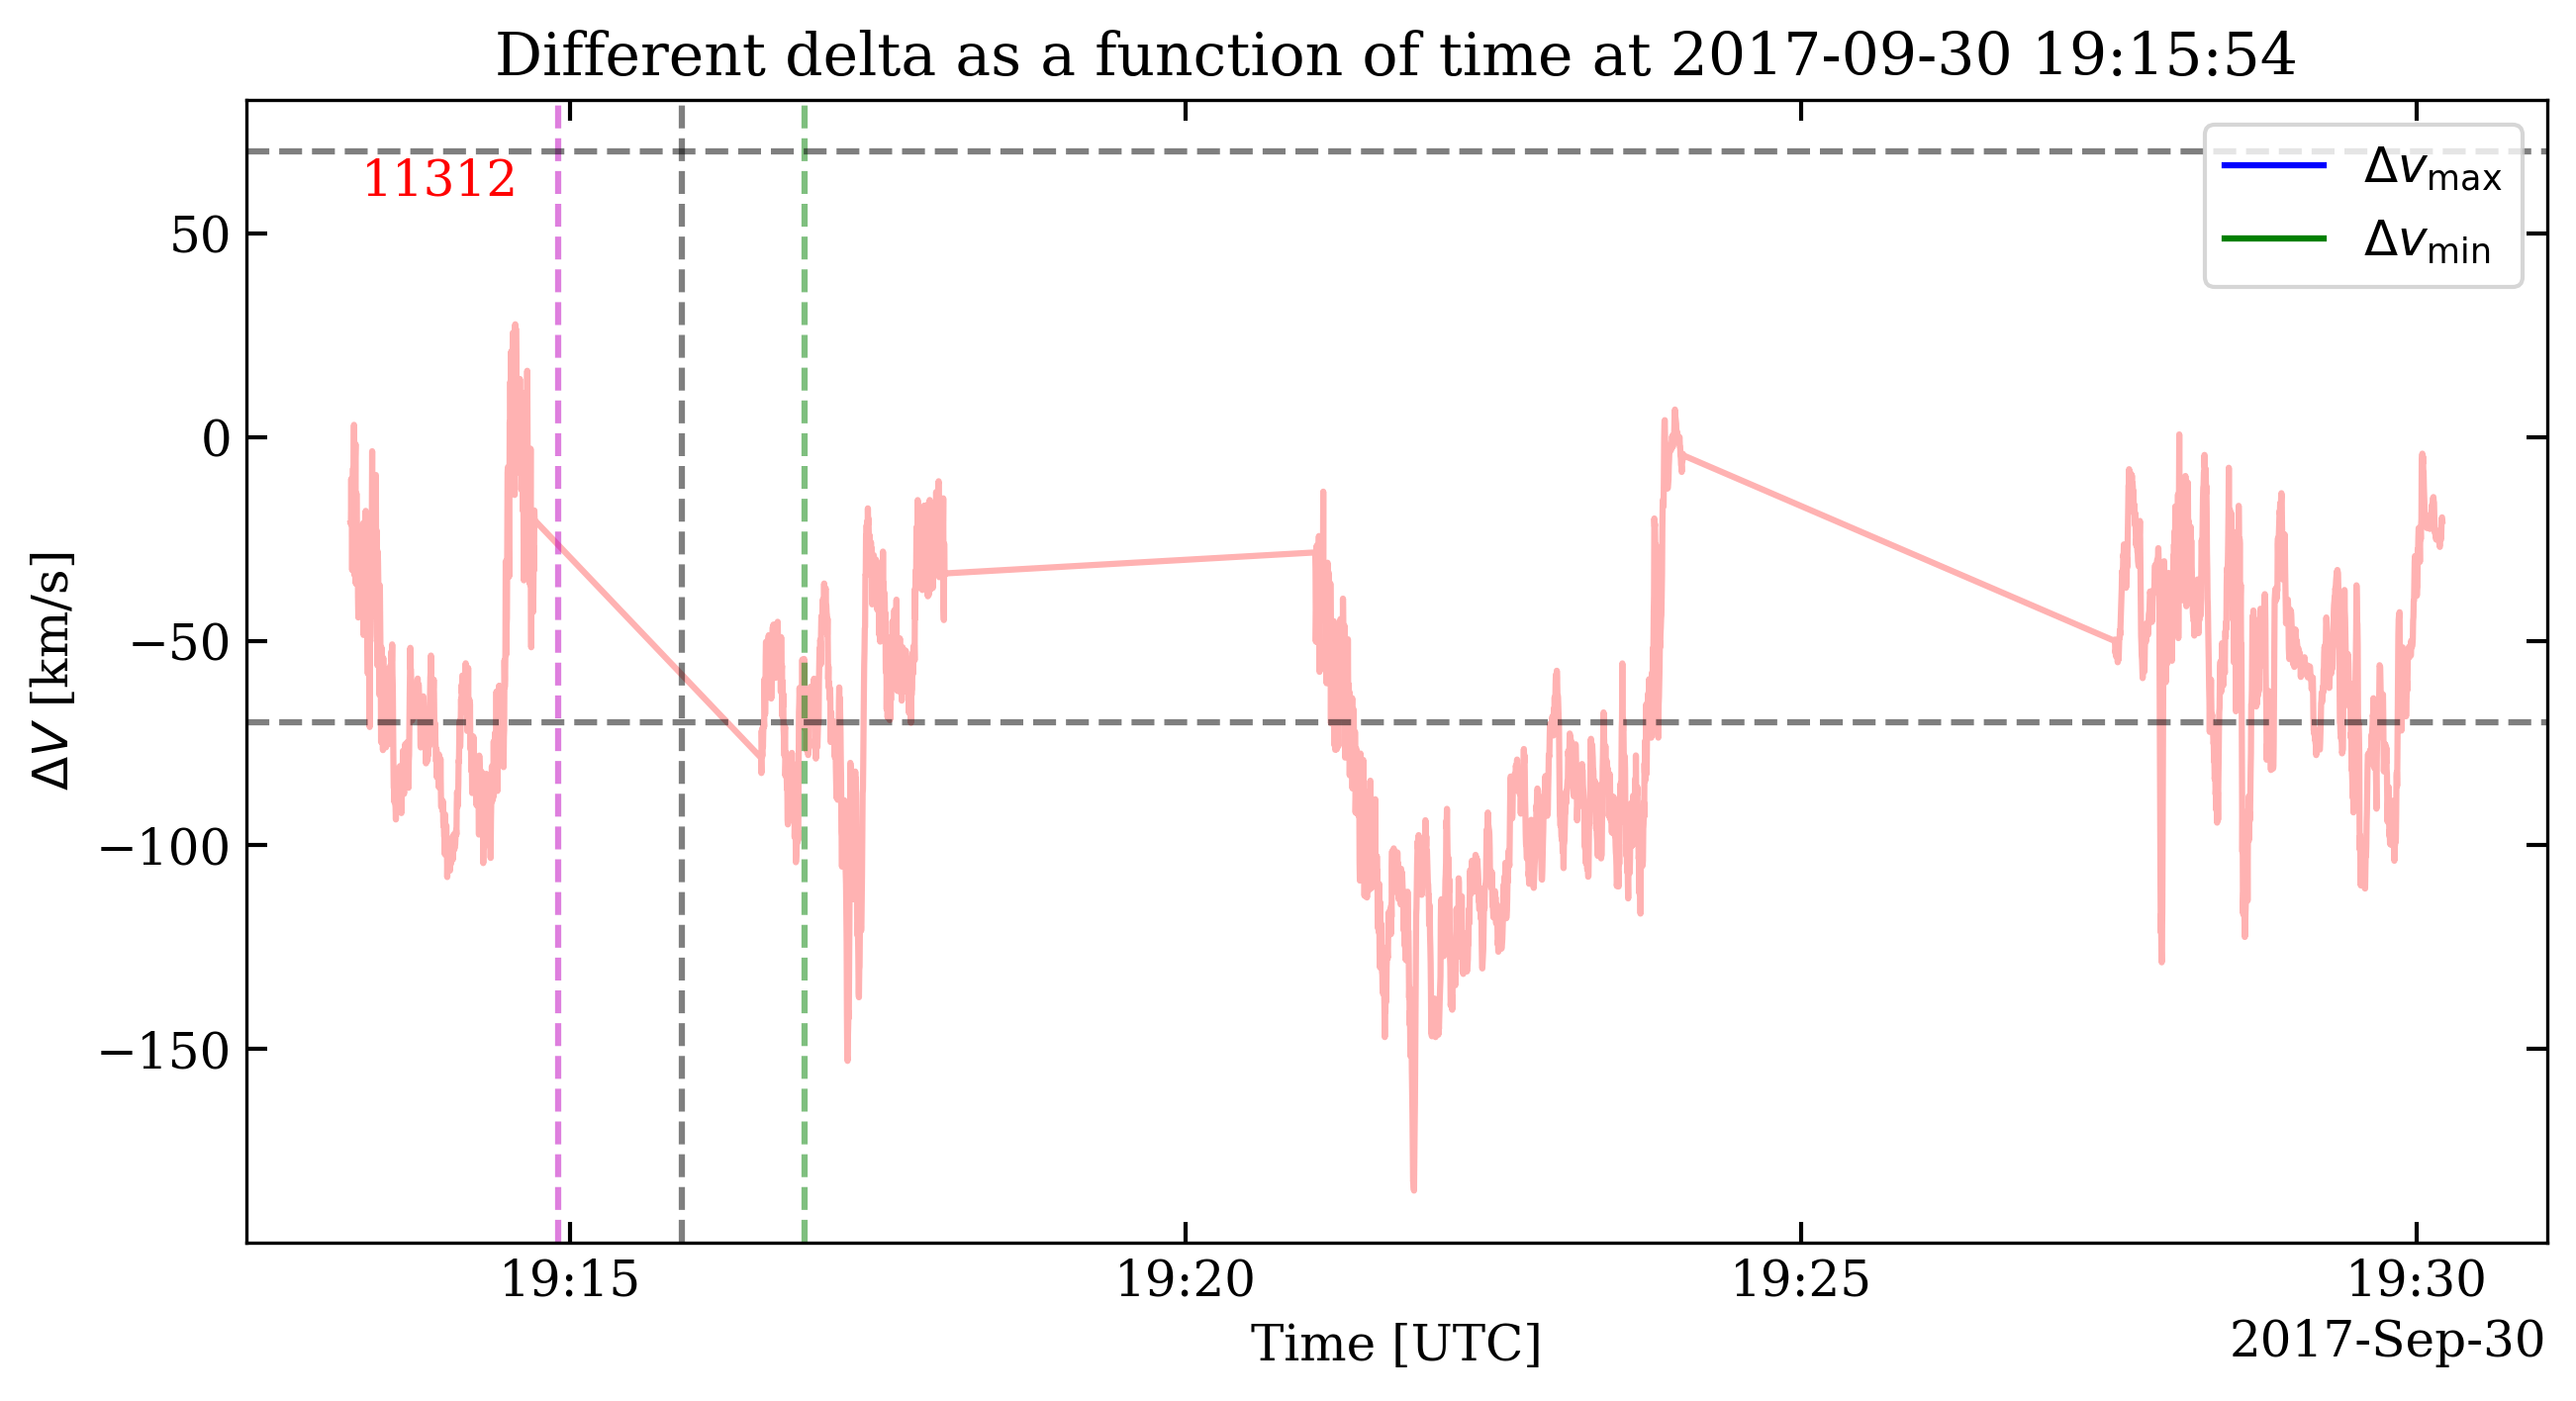 Different delta as a function of time at 2017-09-30 19:15:54
11312
Δv_max
Δv_min
50
0
−50
−100
−150
ΔV [km/s]
19:15
19:20
19:25
19:30
Time [UTC]
2017-Sep-30